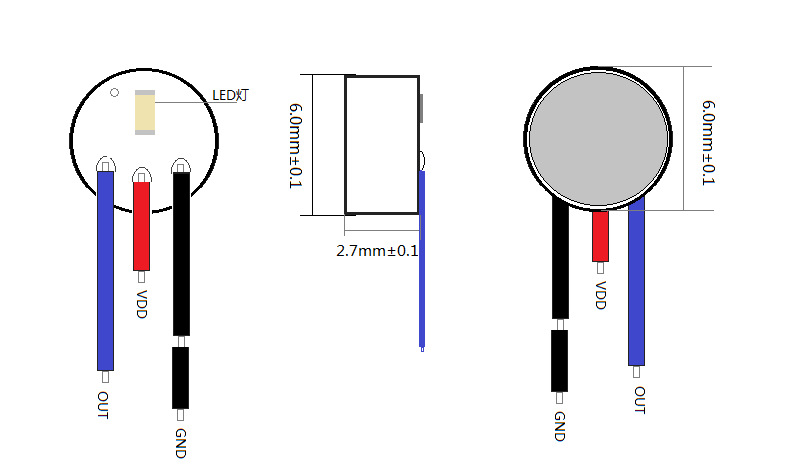 LED灯
VDD
OUT
GND
6.0mm±0.1
2.7mm±0.1
6.0mm±0.1
VDD
OUT
GND